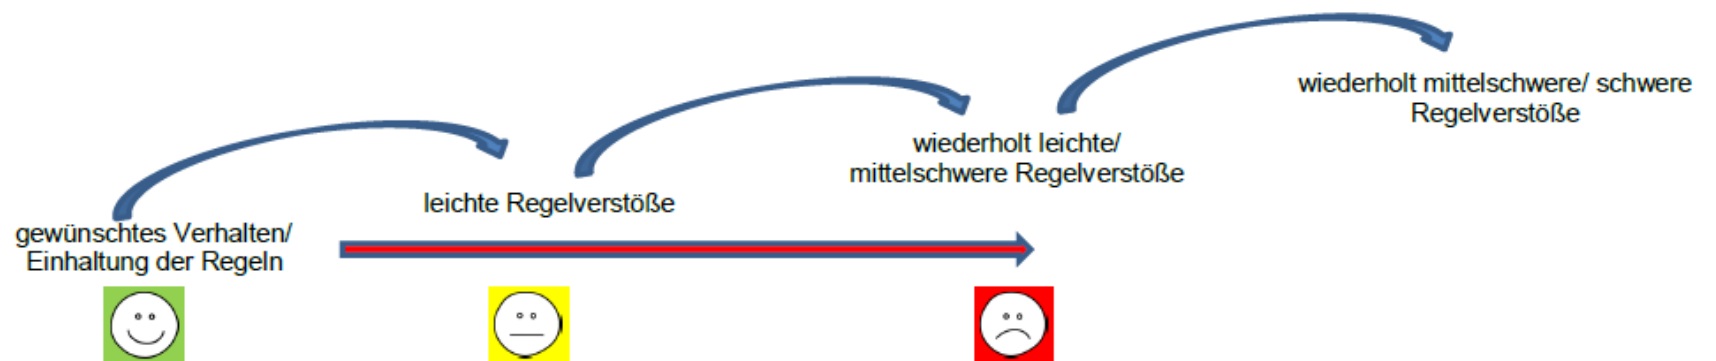 gewünschtes Verhalten/
Einhaltung der Regeln
leichte Regelverstöße
wiederholt leichte/
mittelschwere Regelverstöße
wiederholt mittelschwere/ schwere
Regelverstöße